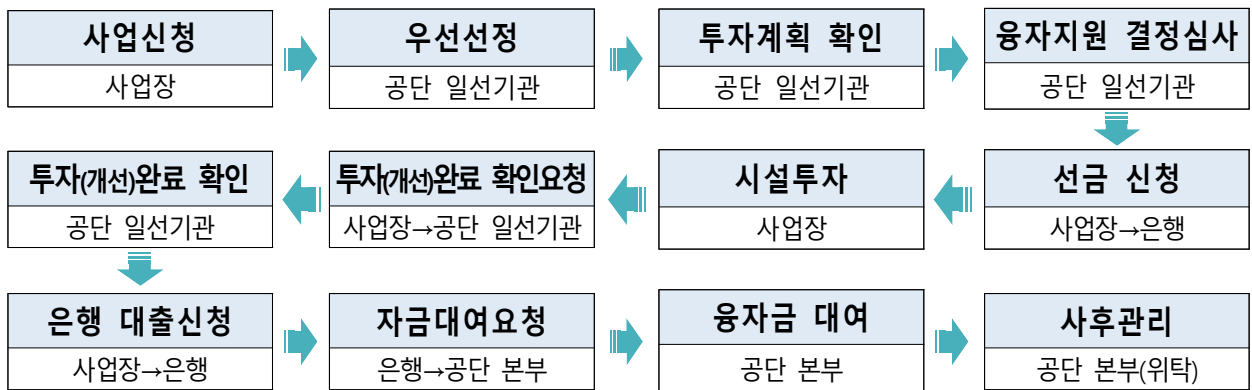 사업신청
사업장
우선선정
공단 일선기관
투자계획 확인
공단 일선기관
융자지원 결정심사
공단 일선기관
선금 신청
사업장→은행
시설투자
사업장
투자(개선)완료 확인요청
사업장→공단 일선기관
투자(개선)완료 확인
공단 일선기관
은행 대출신청
사업장→은행
자금대여요청
은행→공단 본부
융자금 대여
공단 본부
사후관리
공단 본부(위탁)